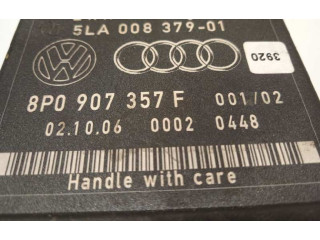 5LA 008 379-01
3920
8P0 907 357 F 001/02
02.10.06 0002 0448
Handle with care